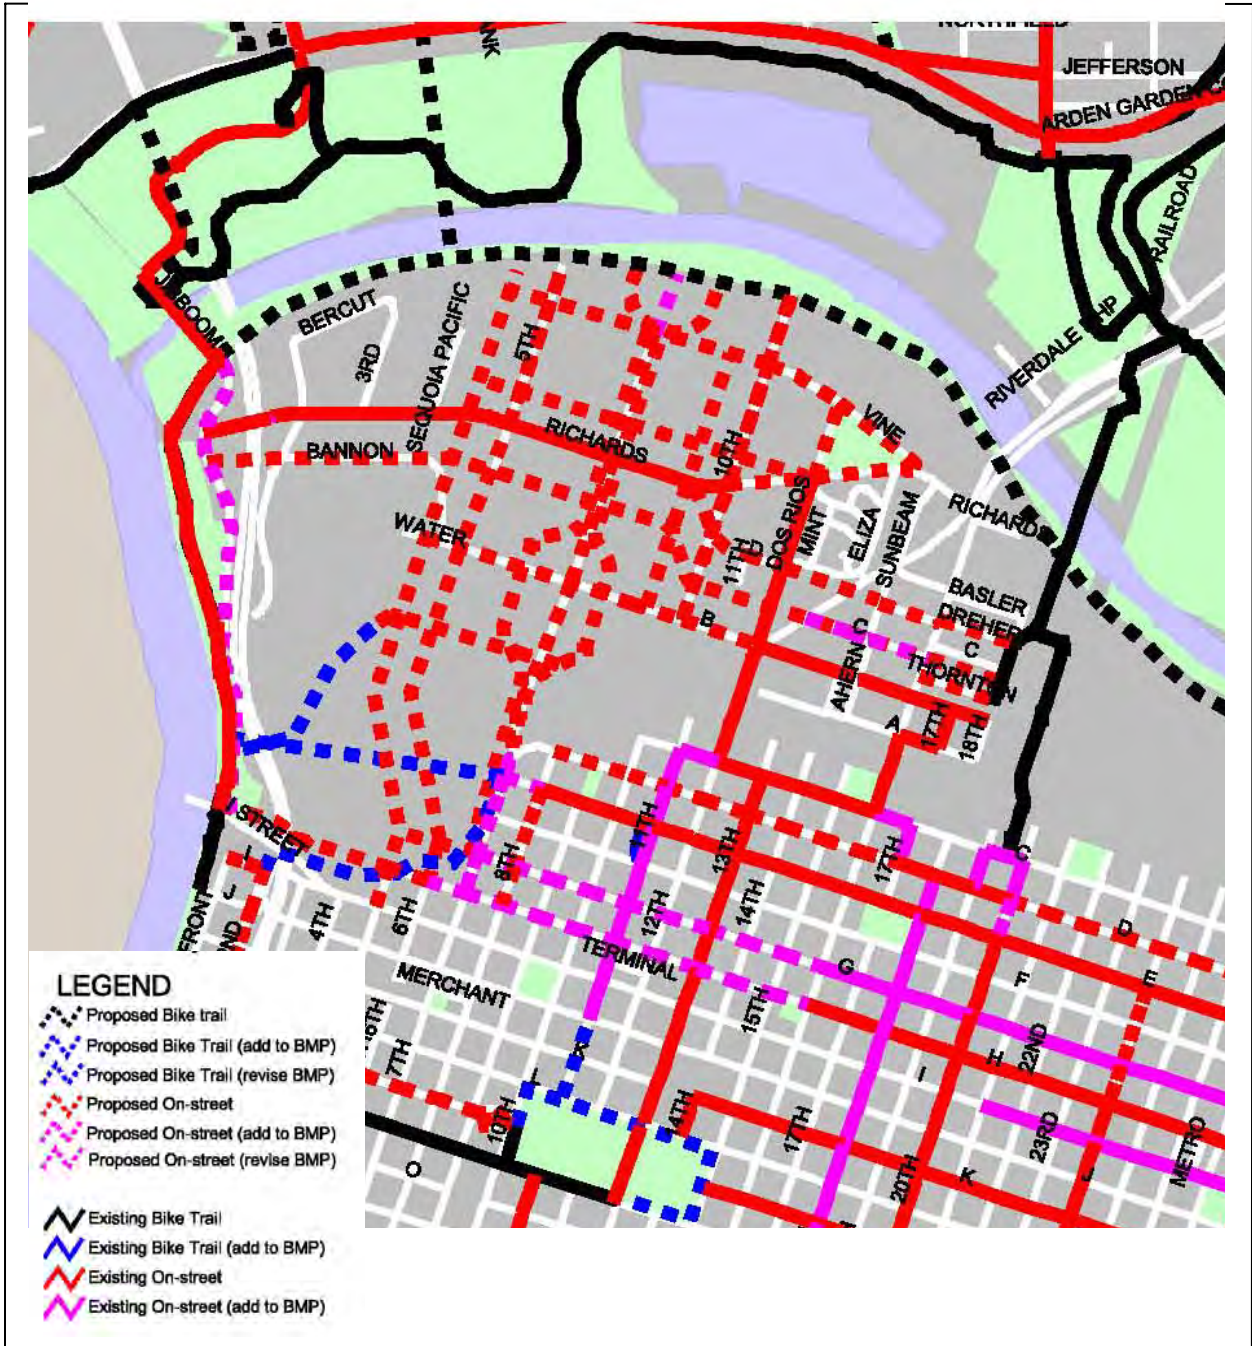 NORTHFIELD
JEFFERSON
ARDEN GARDEN
RAILROAD
JIBBOOM
BERCUT
3RD
SEQUOIA PACIFIC
5TH
RIVERDALE
HP
VINE
RICHARDS
10TH
BANNON
WATER
DOS RIOS
MINT
ELIZA
SUNBEAM
RICHARDS
11TH
D
BASLER
DREHER
B
C
C
AHERN
THORNTON
A
17TH
18TH
I STREET
I
J
FRONT
ND
4TH
6TH
8TH
11TH
13TH
17TH
C
12TH
14TH
D
TERMINAL
G
E
MERCHANT
F
15TH
22ND
H
I
6TH
7TH
K
L
10TH
14TH
17TH
23RD
METRO
O
20TH
K
J
LEGEND
Proposed Bike trail
Proposed Bike Trail (add to BMP)
Proposed Bike Trail (revise BMP)
Proposed On-street
Proposed On-street (add to BMP)
Proposed On-street (revise BMP)
Existing Bike Trail
Existing Bike Trail (add to BMP)
Existing On-street
Existing On-street (add to BMP)